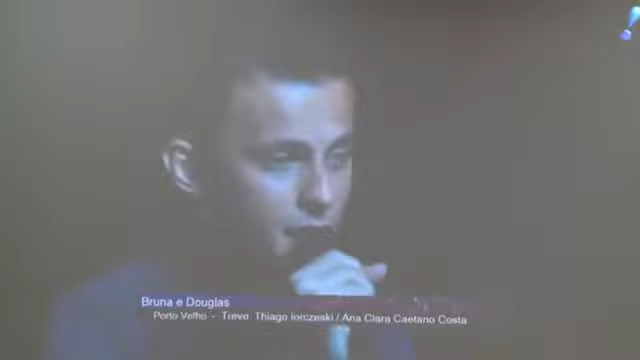 Bruna e Douglas
Porto Velho - Trevo Thiago Iorczeski / Ana Clara Caetano Costa